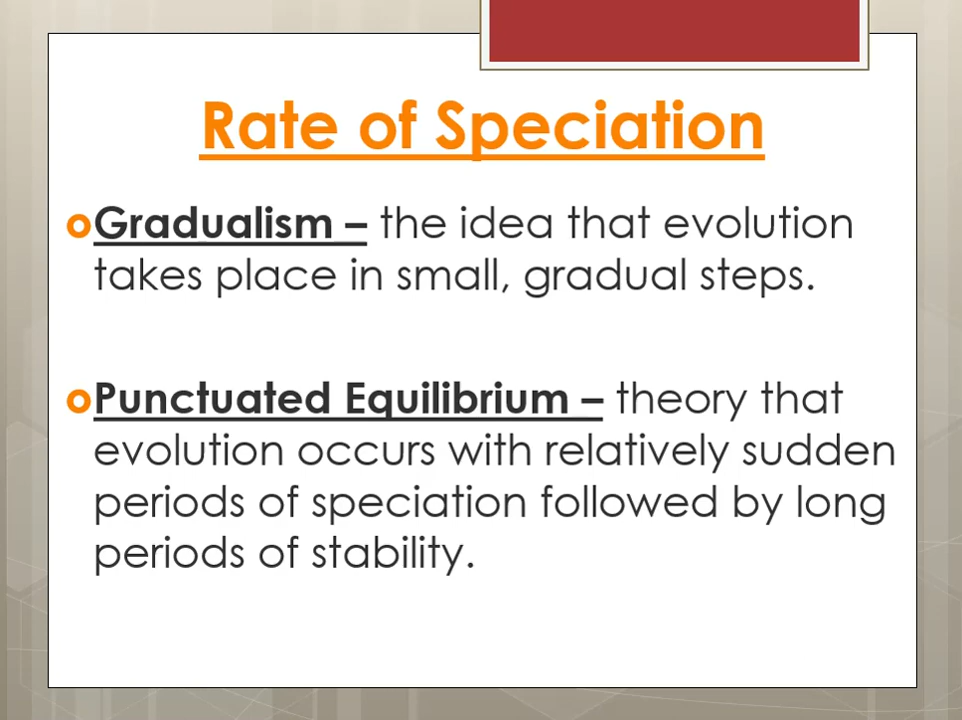 Rate of Speciation
Gradualism – the idea that evolution
takes place in small, gradual steps.
Punctuated Equilibrium – theory that
evolution occurs with relatively sudden
periods of speciation followed by long
periods of stability.